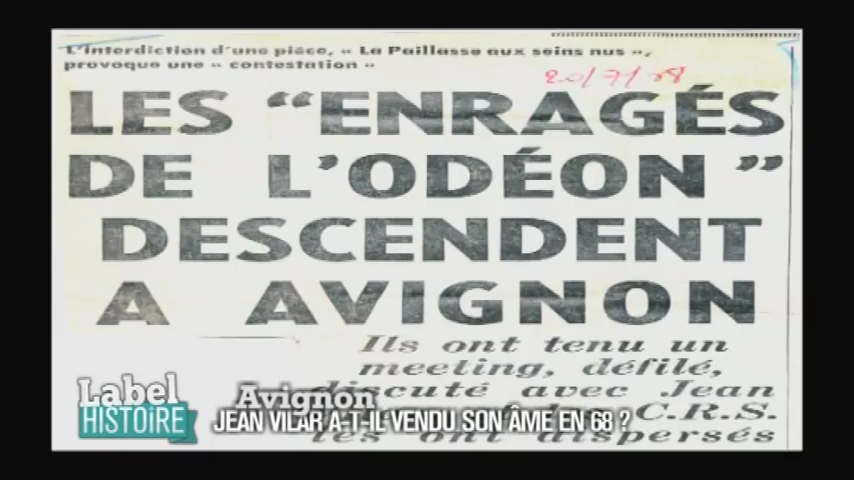 L'interdiction d'une pièce, « La Paillasse aux seins nus »,
provoque une « contestation »
20/7/68
LES “ENRAGÉS
DE L'ODÉON”
DESCENDENT
A AVIGNON
Ils ont tenu un
meeting, défilé,
discuté avec Jean
C.R.S.
les ont dispersés
Label
HISTOIRE
Avignon
JEAN VILAR A-T-IL VENDU SON ÂME EN 68 ?